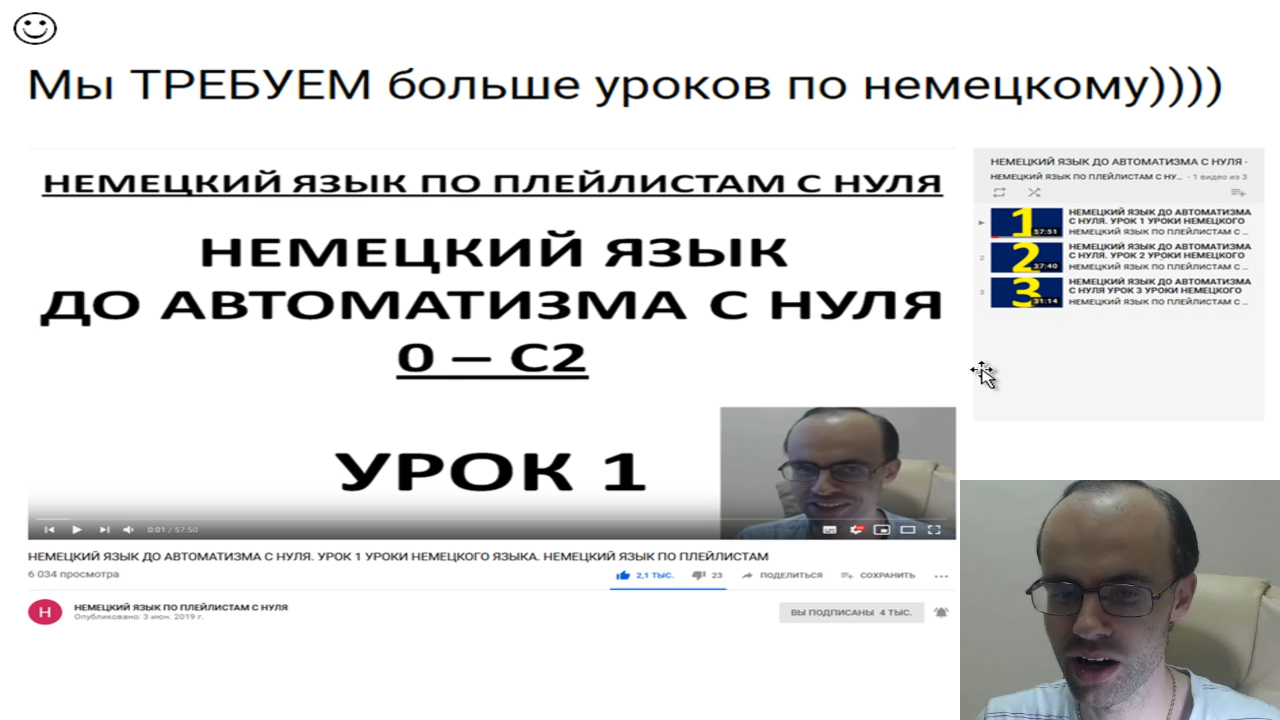 Мы ТРЕБУЕМ больше уроков по немецкому))))
НЕМЕЦКИЙ ЯЗЫК ПО ПЛЕЙЛИСТАМ С НУЛЯ
НЕМЕЦКИЙ ЯЗЫК
ДО АВТОМАТИЗМА С НУЛЯ
0 – C2
УРОК 1
0:01 / 57:50
НЕМЕЦКИЙ ЯЗЫК ДО АВТОМАТИЗМА С НУЛЯ. УРОК 1 УРОКИ НЕМЕЦКОГО ЯЗЫКА. НЕМЕЦКИЙ ЯЗЫК ПО ПЛЕЙЛИСТАМ
6 034 просмотра
2,1 ТЫС.
23
ПОДЕЛИТЬСЯ
СОХРАНИТЬ
Н
НЕМЕЦКИЙ ЯЗЫК ПО ПЛЕЙЛИСТАМ С НУЛЯ
Опубликовано: 3 июн. 2019 г.
ВЫ ПОДПИСАНЫ 4 ТЫС.
НЕМЕЦКИЙ ЯЗЫК ДО АВТОМАТИЗМА С НУЛЯ -
НЕМЕЦКИЙ ЯЗЫК ПО ПЛЕЙЛИСТАМ С НУ... - 1 видео из 3
1
57:51
НЕМЕЦКИЙ ЯЗЫК ДО АВТОМАТИЗМА
С НУЛЯ. УРОК 1 УРОКИ НЕМЕЦКОГО
НЕМЕЦКИЙ ЯЗЫК ПО ПЛЕЙЛИСТАМ С ...
2
2
37:40
НЕМЕЦКИЙ ЯЗЫК ДО АВТОМАТИЗМА
С НУЛЯ. УРОК 2 УРОКИ НЕМЕЦКОГО
НЕМЕЦКИЙ ЯЗЫК ПО ПЛЕЙЛИСТАМ С ...
3
3
31:14
НЕМЕЦКИЙ ЯЗЫК ДО АВТОМАТИЗМА
С НУЛЯ УРОК 3 УРОКИ НЕМЕЦКОГО
НЕМЕЦКИЙ ЯЗЫК ПО ПЛЕЙЛИСТАМ С ...